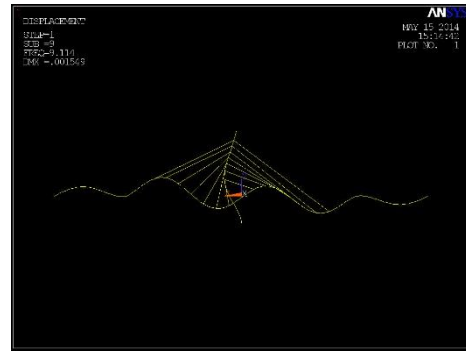 DISPLACEMENT
STEP=1
SUB =9
FREQ=9.114
DMX =.001549
ANSYS
MAY 15 2014
15:14:42
PLOT NO. 1
X